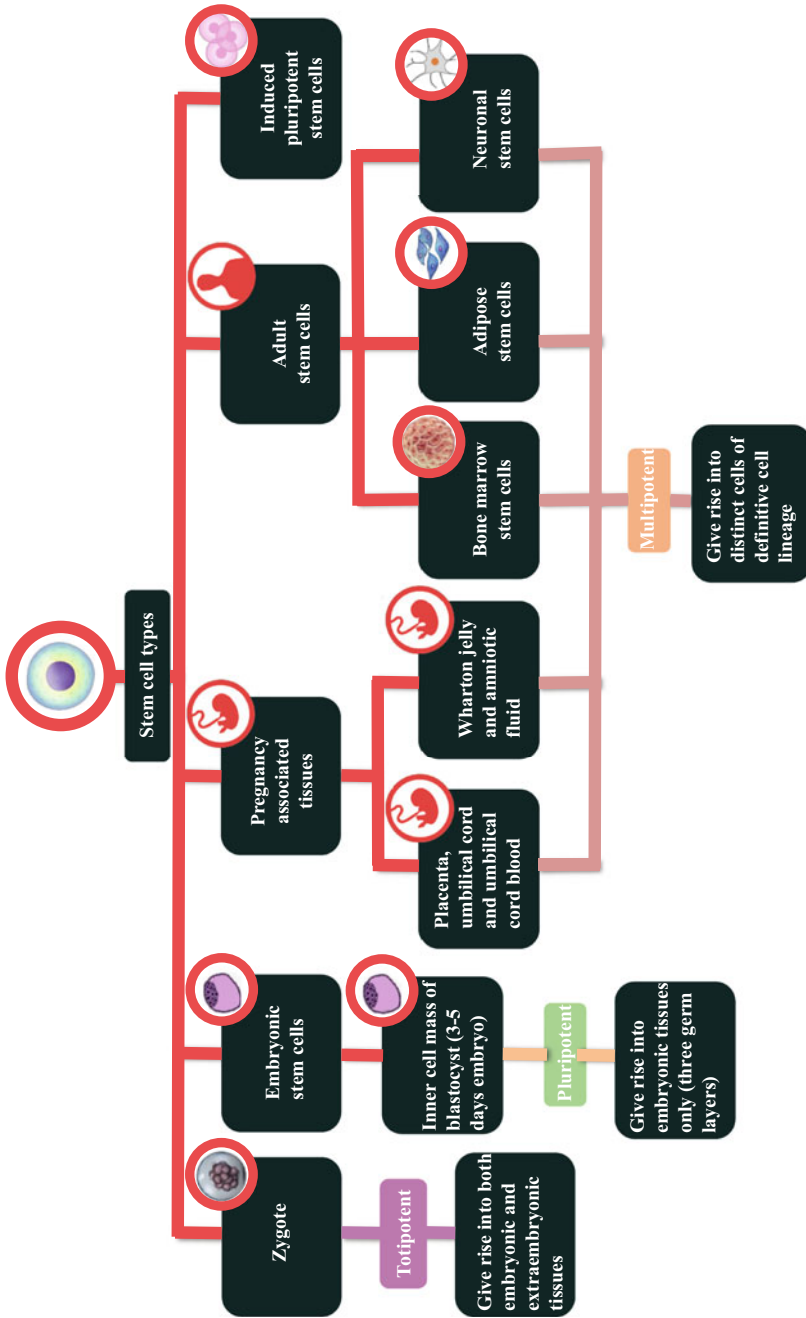 Stem cell types
Zygote
Embryonic
stem cells
Pregnancy
associated
tissues
Adult
stem cells
Induced
pluripotent
stem cells
Totipotent
Give rise into both
embryonic and
extraembryonic
tissues
Inner cell mass of
blastocyst (3-5
days embryo)
Pluripotent
Give rise into
embryonic tissues
only (three germ
layers)
Placenta,
umbilical cord
and umbilical
cord blood
Wharton jelly
and amniotic
fluid
Bone marrow
stem cells
Adipose
stem cells
Neuronal
stem cells
Multipotent
Give rise into
distinct cells of
definitive cell
lineage